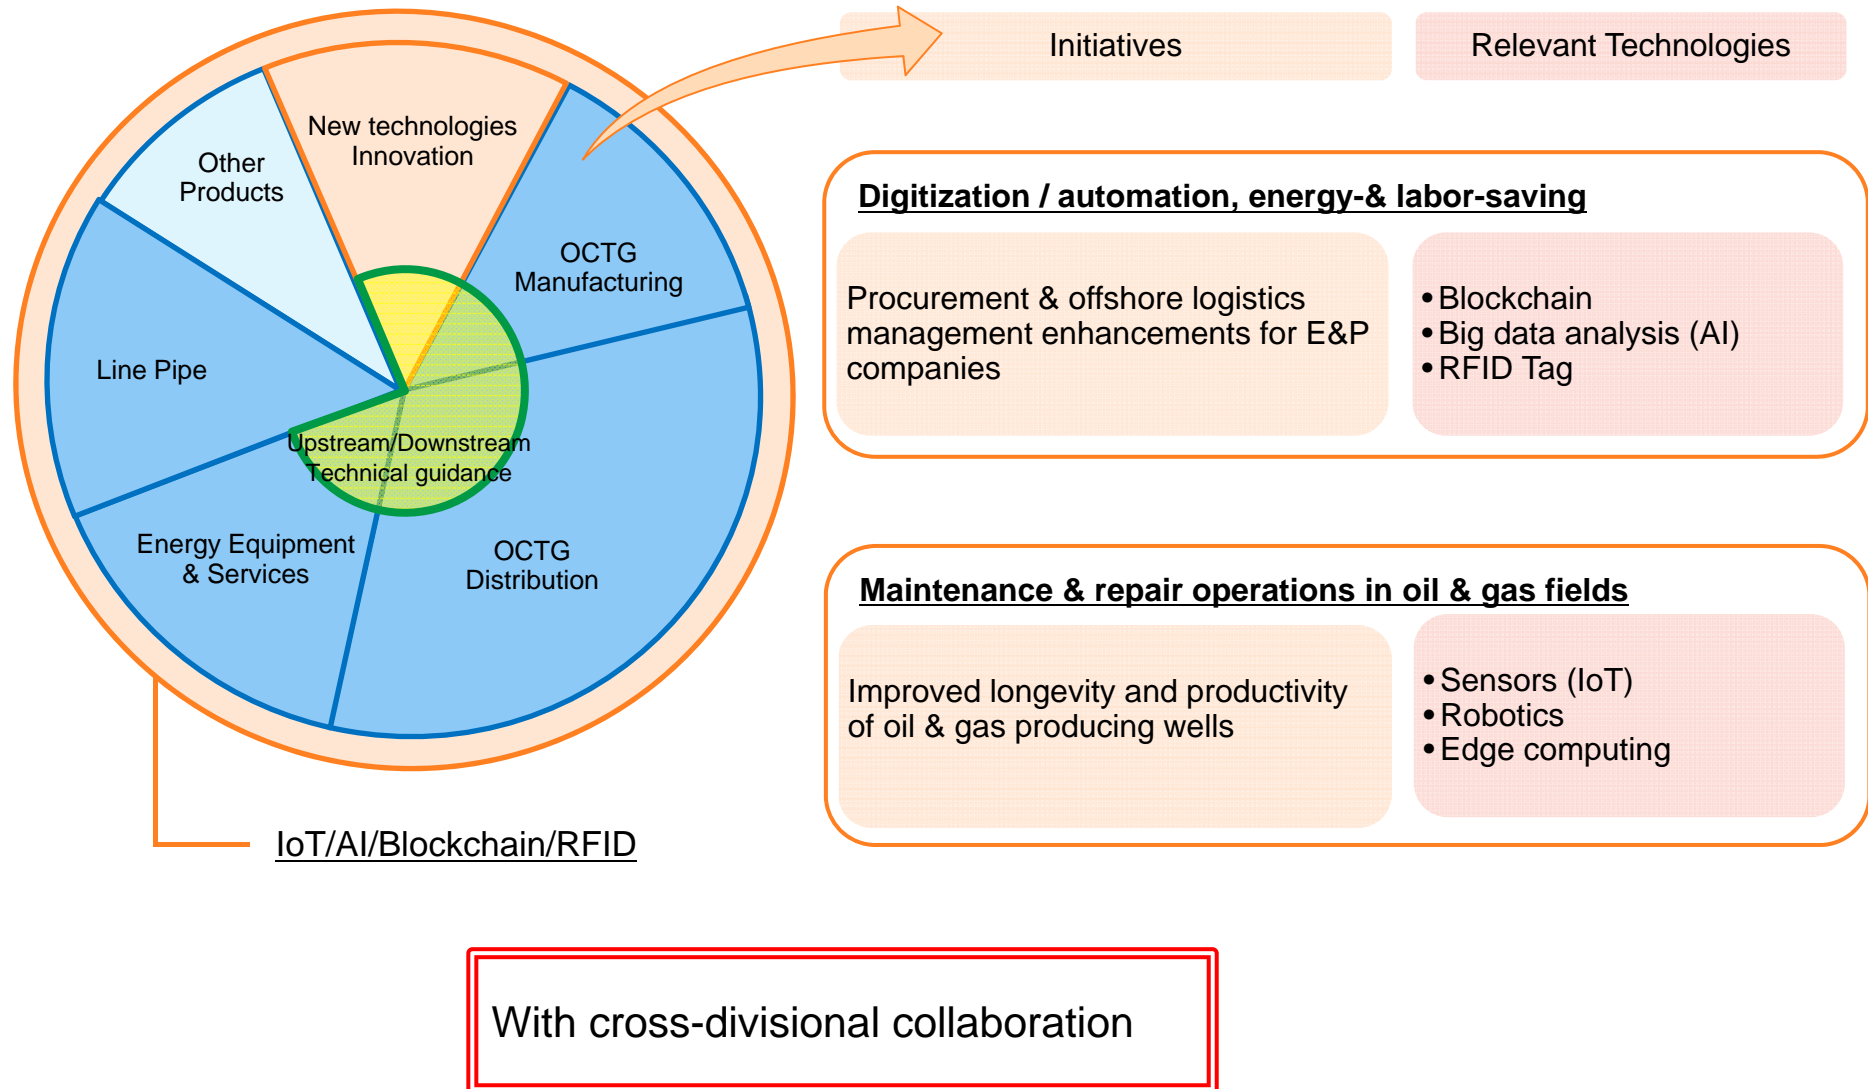 Initiatives
Relevant Technologies
New technologies
Innovation
Other
Products
OCTG
Manufacturing
Line Pipe
Upstream/Downstream
Technical guidance
Energy Equipment
& Services
OCTG
Distribution
IoT/AI/Blockchain/RFID
Digitization / automation, energy-& labor-saving
Procurement & offshore logistics
management enhancements for E&P
companies
• Blockchain
• Big data analysis (AI)
• RFID Tag
Maintenance & repair operations in oil & gas fields
Improved longevity and productivity
of oil & gas producing wells
• Sensors (IoT)
• Robotics
• Edge computing
With cross-divisional collaboration